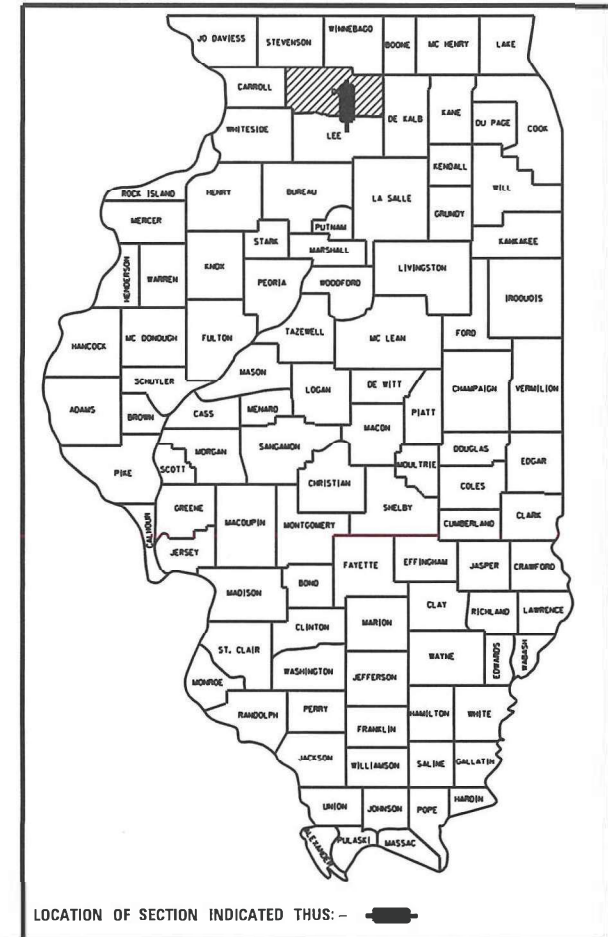 JO DAVIESS STEVENSON WINNEBAGO BOONE MC HENRY LAKE
CARROLL
WHITESIDE LEE DE KALB KANE DU PAGE COOK
ROCK ISLAND HENRY BUREAU LA SALLE KENDALL WILL
MERCER PUTNAM GRUNDY
HENDERSON WARREN KNOX STARK MARSHALL KANKAKEE
PEORIA WOODFORD LIVINGSTON IROQUOIS
HANCOCK MC DONOUGH FULTON TAZEWELL MC LEAN FORD
SCHUYLER MASON LOGAN DE WITT CHAMPAIGN VERMILION
ADAMS BROWN CASS MENARD MACON PIATT
PIKE SCOTT MORGAN SANGAMON CHRISTIAN MOULTRIE DOUGLAS EDGAR
COLES
CALHOUN GREENE MACOUPIN MONTGOMERY SHELBY CUMBERLAND CLARK
JERSEY FAYETTE EFFINGHAM JASPER CRAWFORD
MADISON BOND CLAY RICHLAND LAWRENCE
CLINTON MARION
ST. CLAIR WAYNE EDWARDS WABASH
MONROE WASHINGTON JEFFERSON
RANDOLPH PERRY HAMILTON WHITE
FRANKLIN
JACKSON WILLIAMSON SALINE GALLATIN
UNION JOHNSON POPE HARDIN
ALEXANDER PULASKI MASSAC
LOCATION OF SECTION INDICATED THUS: -